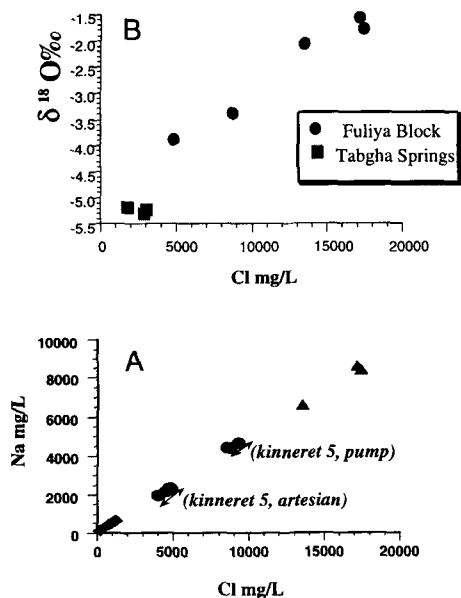 B
δ 18 O‰
-1.5
-2.0
-2.5
-3.0
-3.5
-4.0
-4.5
-5.0
-5.5
Fuliya Block
Tabgha Springs
0 5000 10000 15000 20000
Cl mg/L
A
Na mg/L
10000
8000
6000
4000
2000
0
(kinneret 5, pump)
(kinneret 5, artesian)
0 5000 10000 15000 20000
Cl mg/L